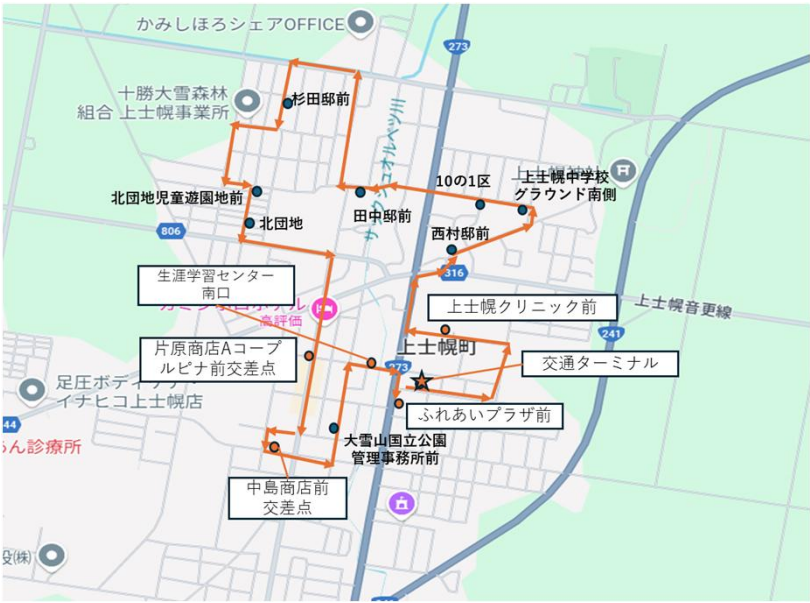 かみしほろシェアOFFICE
273
十勝大雪森林
組合 上士幌事業所
杉田邸前
北団地児童遊園地前
田中邸前
10の1区
上士幌中学校
グラウンド南側
北団地
806
西村邸前
316
生涯学習センター
南口
高評価
上士幌クリニック前
上士幌音更線
241
片原商店Aコープ
ルピナ前交差点
上士幌町
273
交通ターミナル
足圧ボディケア
イナヒコ上士幌店
ふれあいプラザ前
44
診療所
大雪山国立公園
管理事務所前
中島商店前
交差点
設(株)